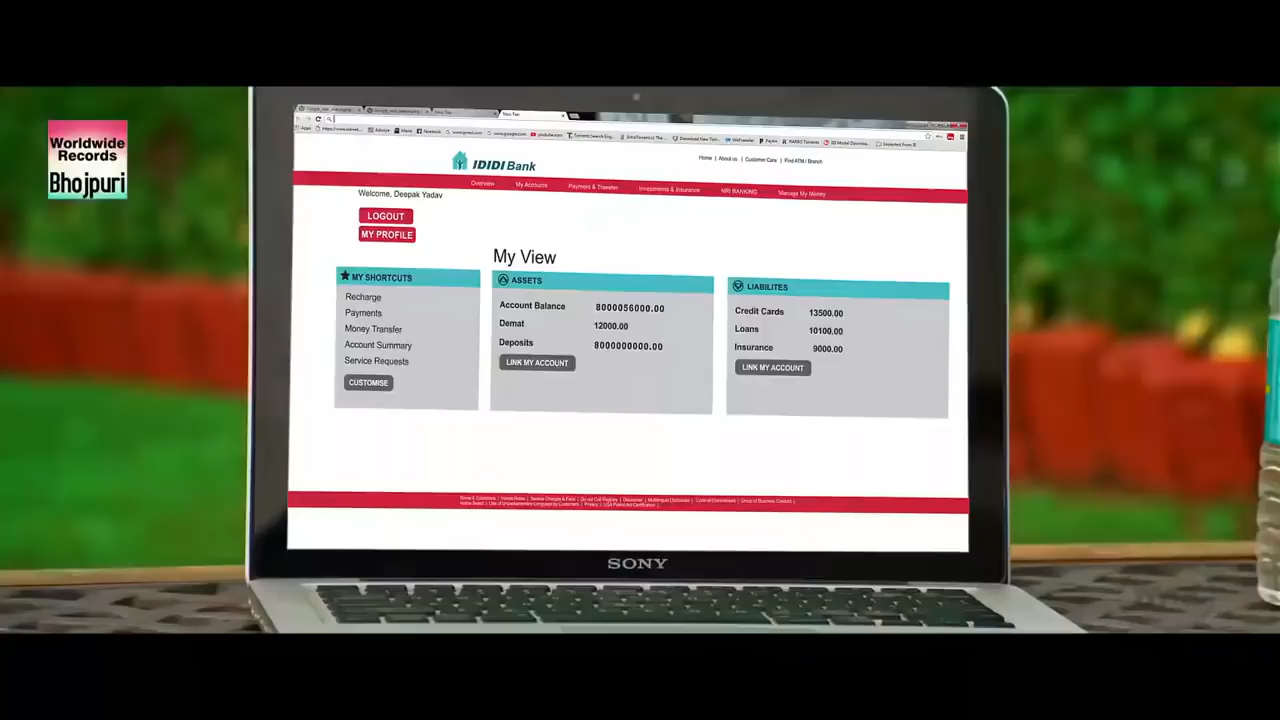 Worldwide
Records
Bhojpuri
IDIDI Bank
Home | About us | Customer Care | Find ATM / Branch
Overview My Accounts Payment & Transfer Investments & Insurance NRI BANKING Manage My Money
Welcome, Deepak Yadav
LOGOUT
MY PROFILE
My View
MY SHORTCUTS
Recharge
Payments
Money Transfer
Account Summary
Service Requests
CUSTOMISE
ASSETS
Account Balance 8000056000.00
Demat 12000.00
Deposits 8000000000.00
LINK MY ACCOUNT
LIABILITES
Credit Cards 13500.00
Loans 10100.00
Insurance 9000.00
LINK MY ACCOUNT
SONY